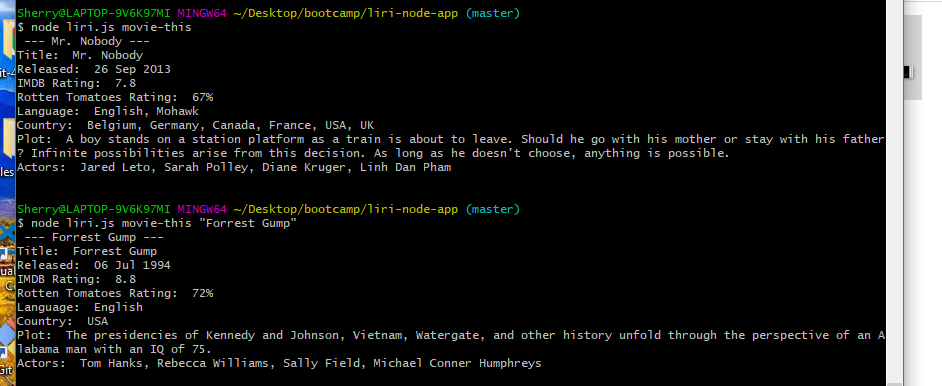 Sherry@LAPTOP-9V6K97MI MINGW64 ~/Desktop/bootcamp/liri-node-app (master)
$ node liri.js movie-this
--- Mr. Nobody ---
Title:  Mr. Nobody
Released:  26 Sep 2013
IMDB Rating:  7.8
Rotten Tomatoes Rating:  67%
Language:  English, Mohawk
Country:  Belgium, Germany, Canada, France, USA, UK
Plot:  A boy stands on a station platform as a train is about to leave. Should he go with his mother or stay with his father
? Infinite possibilities arise from this decision. As long as he doesn't choose, anything is possible.
Actors:  Jared Leto, Sarah Polley, Diane Kruger, Linh Dan Pham
Sherry@LAPTOP-9V6K97MI MINGW64 ~/Desktop/bootcamp/liri-node-app (master)
$ node liri.js movie-this "Forrest Gump"
--- Forrest Gump ---
Title:  Forrest Gump
Released:  06 Jul 1994
IMDB Rating:  8.8
Rotten Tomatoes Rating:  72%
Language:  English
Country:  USA
Plot:  The presidencies of Kennedy and Johnson, Vietnam, Watergate, and other history unfold through the perspective of an A
labama man with an IQ of 75.
Actors:  Tom Hanks, Rebecca Williams, Sally Field, Michael Conner Humphreys
it-4
les
ual
C
Git